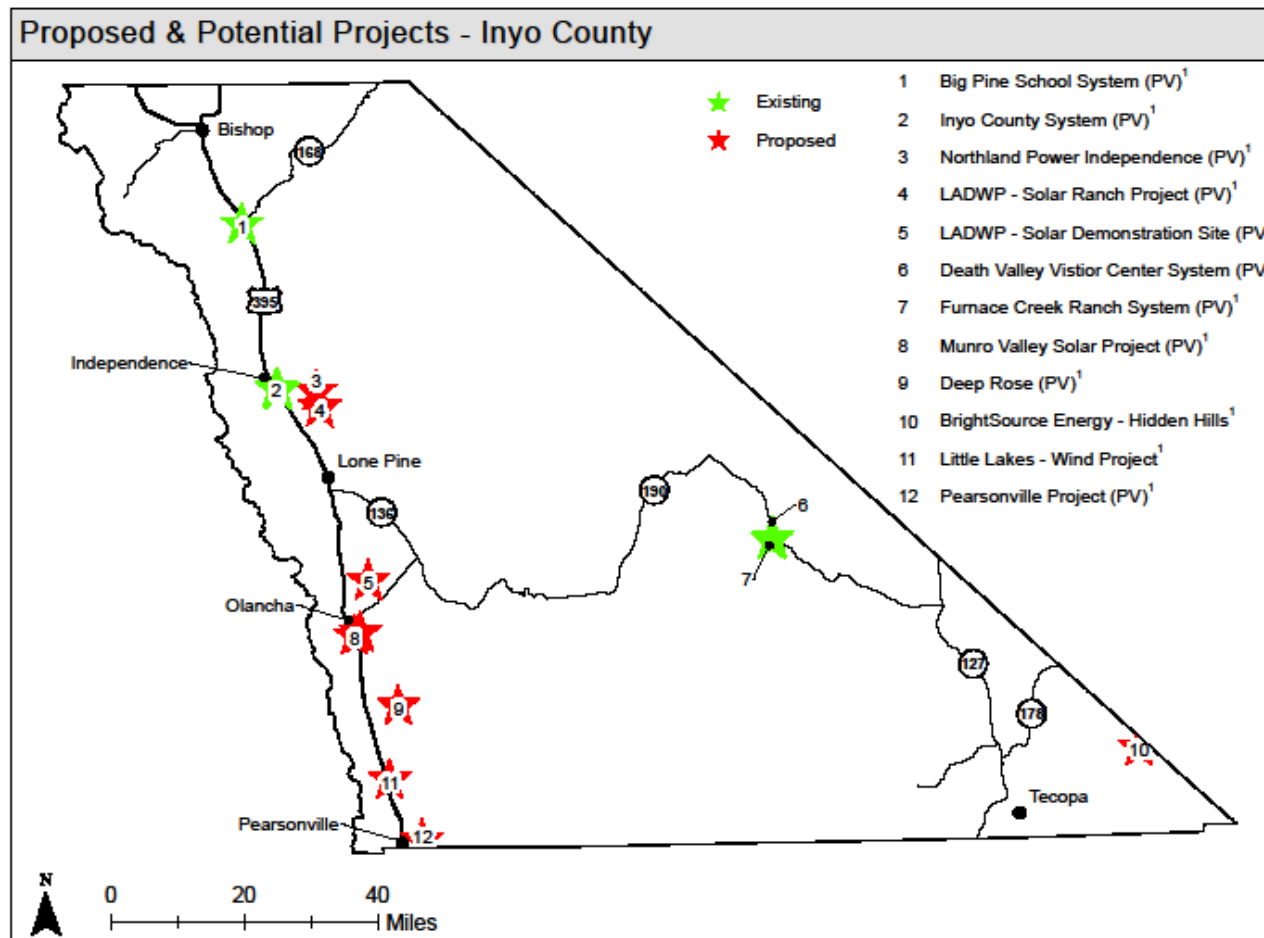 Proposed & Potential Projects - Inyo County
Existing
Proposed
1 Big Pine School System (PV)1
2 Inyo County System (PV)1
3 Northland Power Independence (PV)1
4 LADWP - Solar Ranch Project (PV)1
5 LADWP - Solar Demonstration Site (PV
6 Death Valley Vistior Center System (PV
7 Furnace Creek Ranch System (PV)1
8 Munro Valley Solar Project (PV)1
9 Deep Rose (PV)1
10 BrightSource Energy - Hidden Hills1
11 Little Lakes - Wind Project1
12 Pearsonville Project (PV)1
Bishop
168
1
395
Independence
2
3
4
Lone Pine
136
190
6
7
5
Olancha
8
9
127
178
10
11
Tecopa
Pearsonville
12
N
0 20 40
Miles